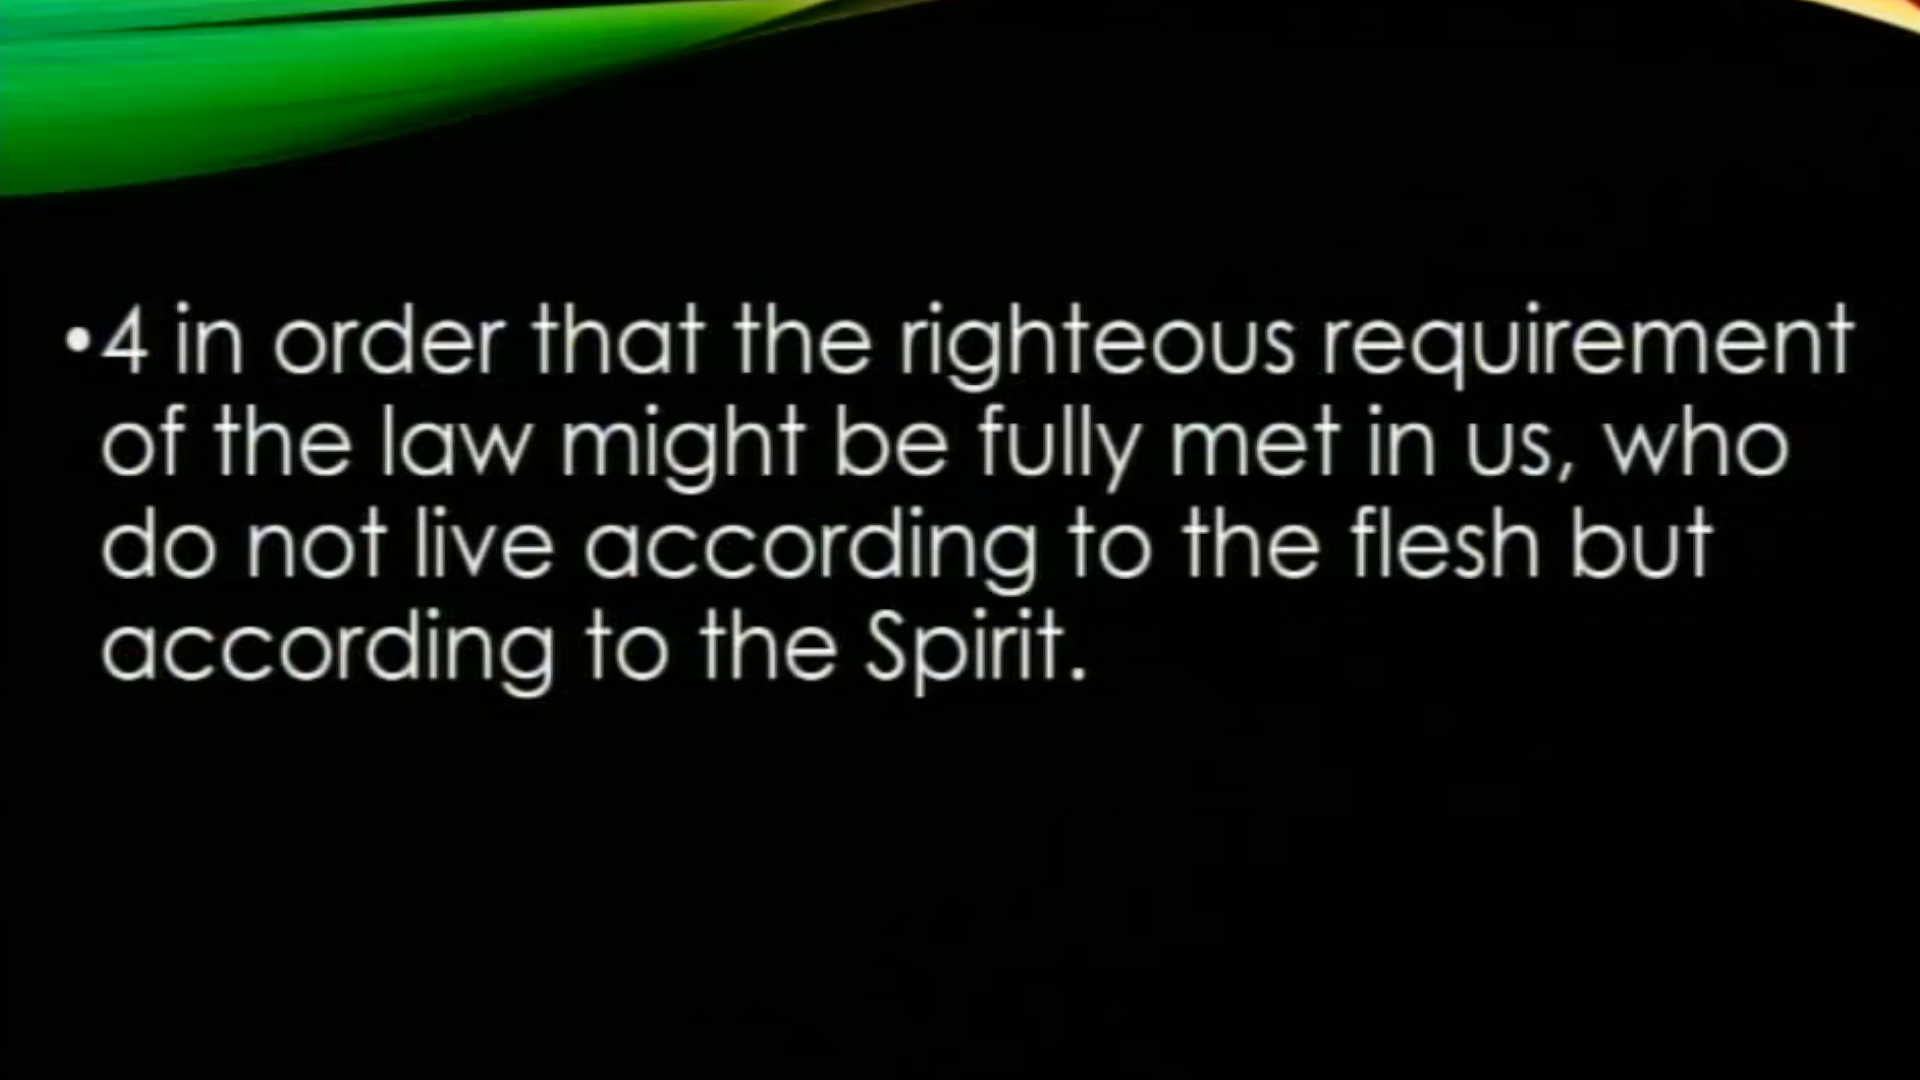 •4 in order that the righteous requirement
of the law might be fully met in us, who
do not live according to the flesh but
according to the Spirit.